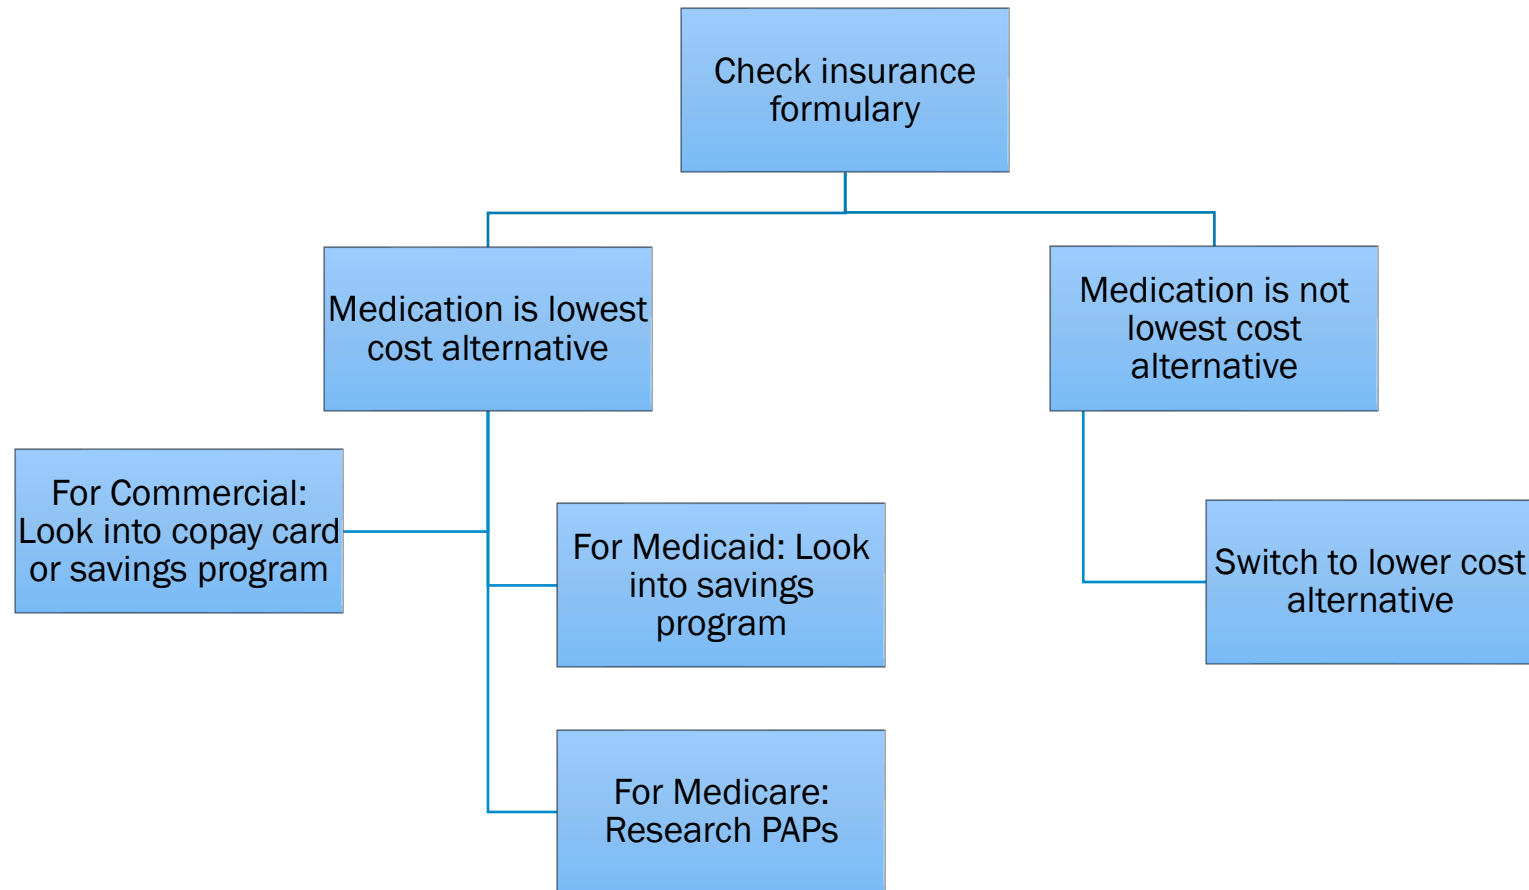 Check insurance
formulary
Medication is lowest
cost alternative
Medication is not
lowest cost
alternative
For Commercial:
Look into copay card
or savings program
For Medicaid: Look
into savings
program
Switch to lower cost
alternative
For Medicare:
Research PAPs